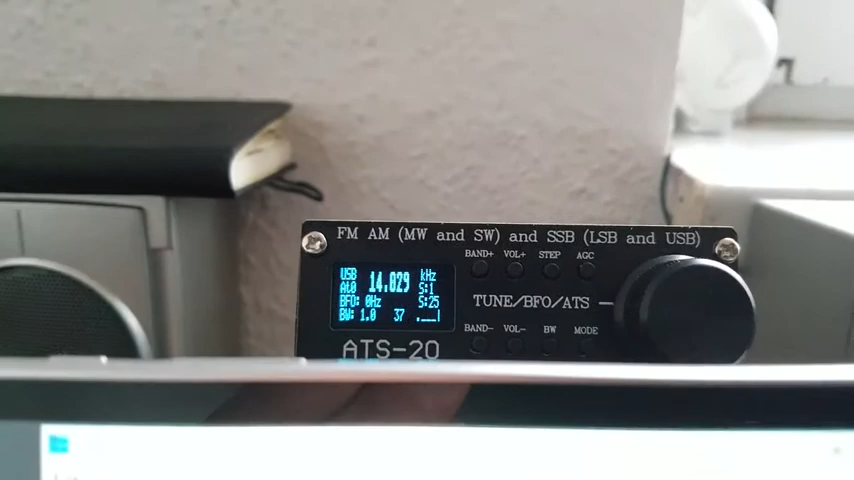 FM AM (MW and SW) and SSB (LSB and USB)
BAND+ VOL+ STEP AGC
USB 14.029 kHz
At0 S:1
BFO: 0Hz S:25
BW: 1.0 37
TUNE/BFO/ATS
BAND- VOL- BW MODE
ATS-20